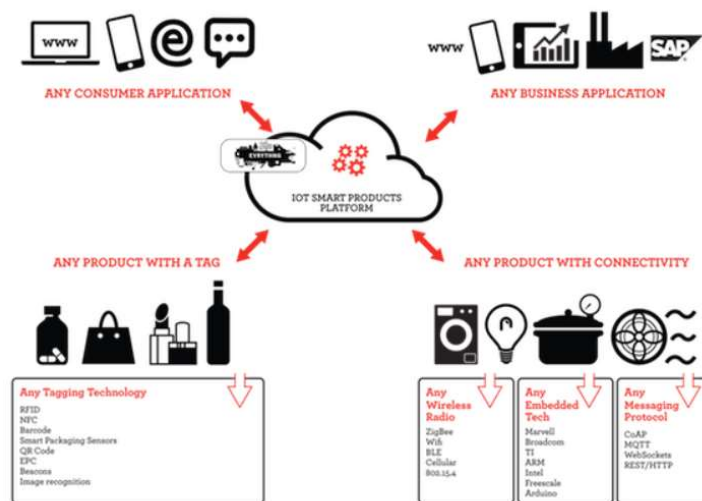 www
www
SAP
ANY CONSUMER APPLICATION
ANY BUSINESS APPLICATION
EVRYTHNG
IOT SMART PRODUCTS
PLATFORM
ANY PRODUCT WITH A TAG
ANY PRODUCT WITH CONNECTIVITY
Any Tagging Technology
RFID
NFC
Barcode
Smart Packaging Sensors
QR Code
EPC
Beacons
Image recognition
Any
Wireless
Radio
ZigBee
Wifi
BLE
Cellular
802.15.4
Any
Embedded
Tech
Marvell
Broadcom
TI
ARM
Intel
Freescale
Arduino
Any
Messaging
Protocol
CoAP
MQTT
WebSockets
REST/HTTP